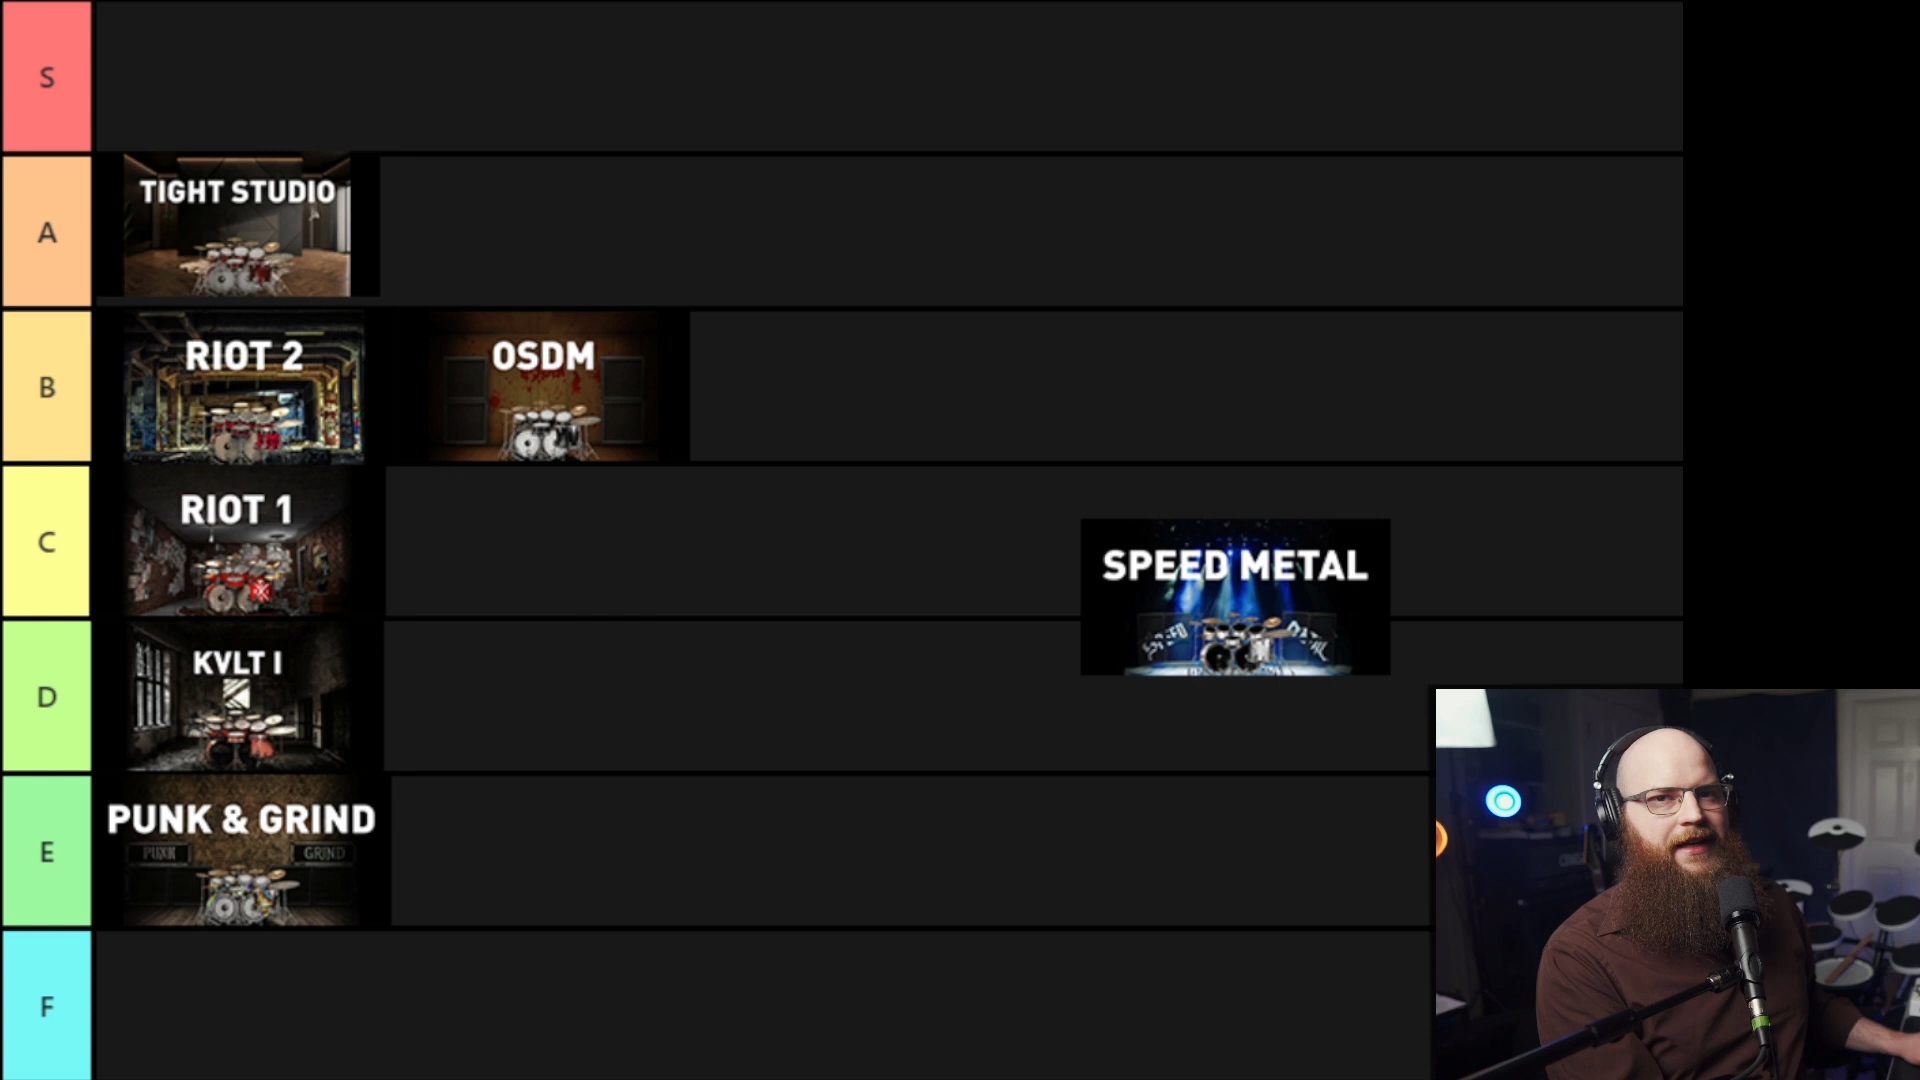 S
A
TIGHT STUDIO
B
RIOT 2
OSDM
C
RIOT 1
SPEED METAL
D
KVLT I
E
PUNK & GRIND
PUNK
GRIND
F